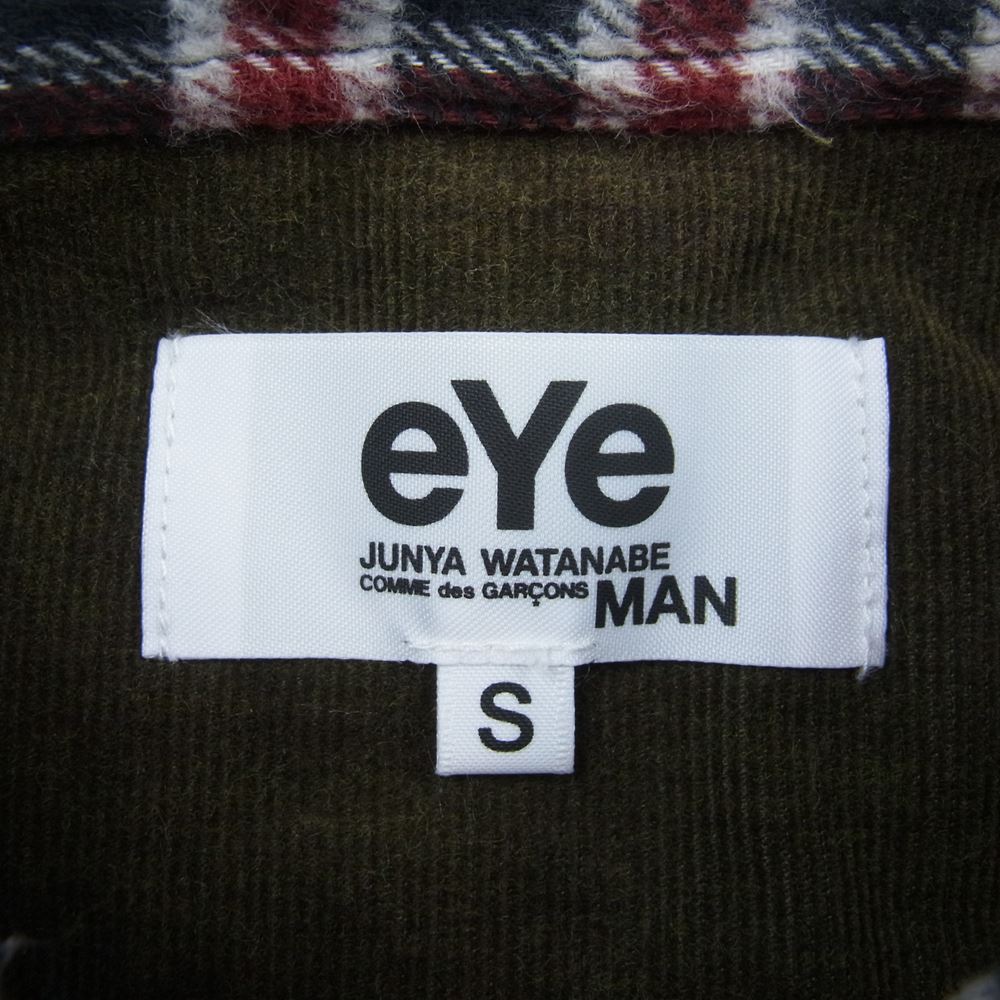 eYe
JUNYA WATANABE
COMME des GARÇONS MAN
S